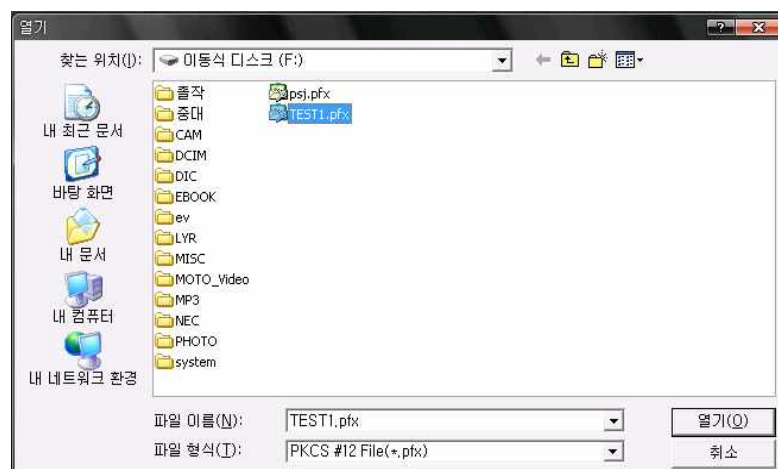 열기
찾는 위치(I):
이동식 디스크 (F:)
내 최근 문서
바탕 화면
내 문서
내 컴퓨터
내 네트워크 환경
졸작
중대
CAM
DCIM
DIC
EBOOK
ev
LYR
MISC
MOTO_Video
MP3
NEC
PHOTO
system
psj.pfx
TEST1.pfx
파일 이름(N): TEST1.pfx 열기(O)
파일 형식(T): PKCS #12 File(*.pfx) 취소